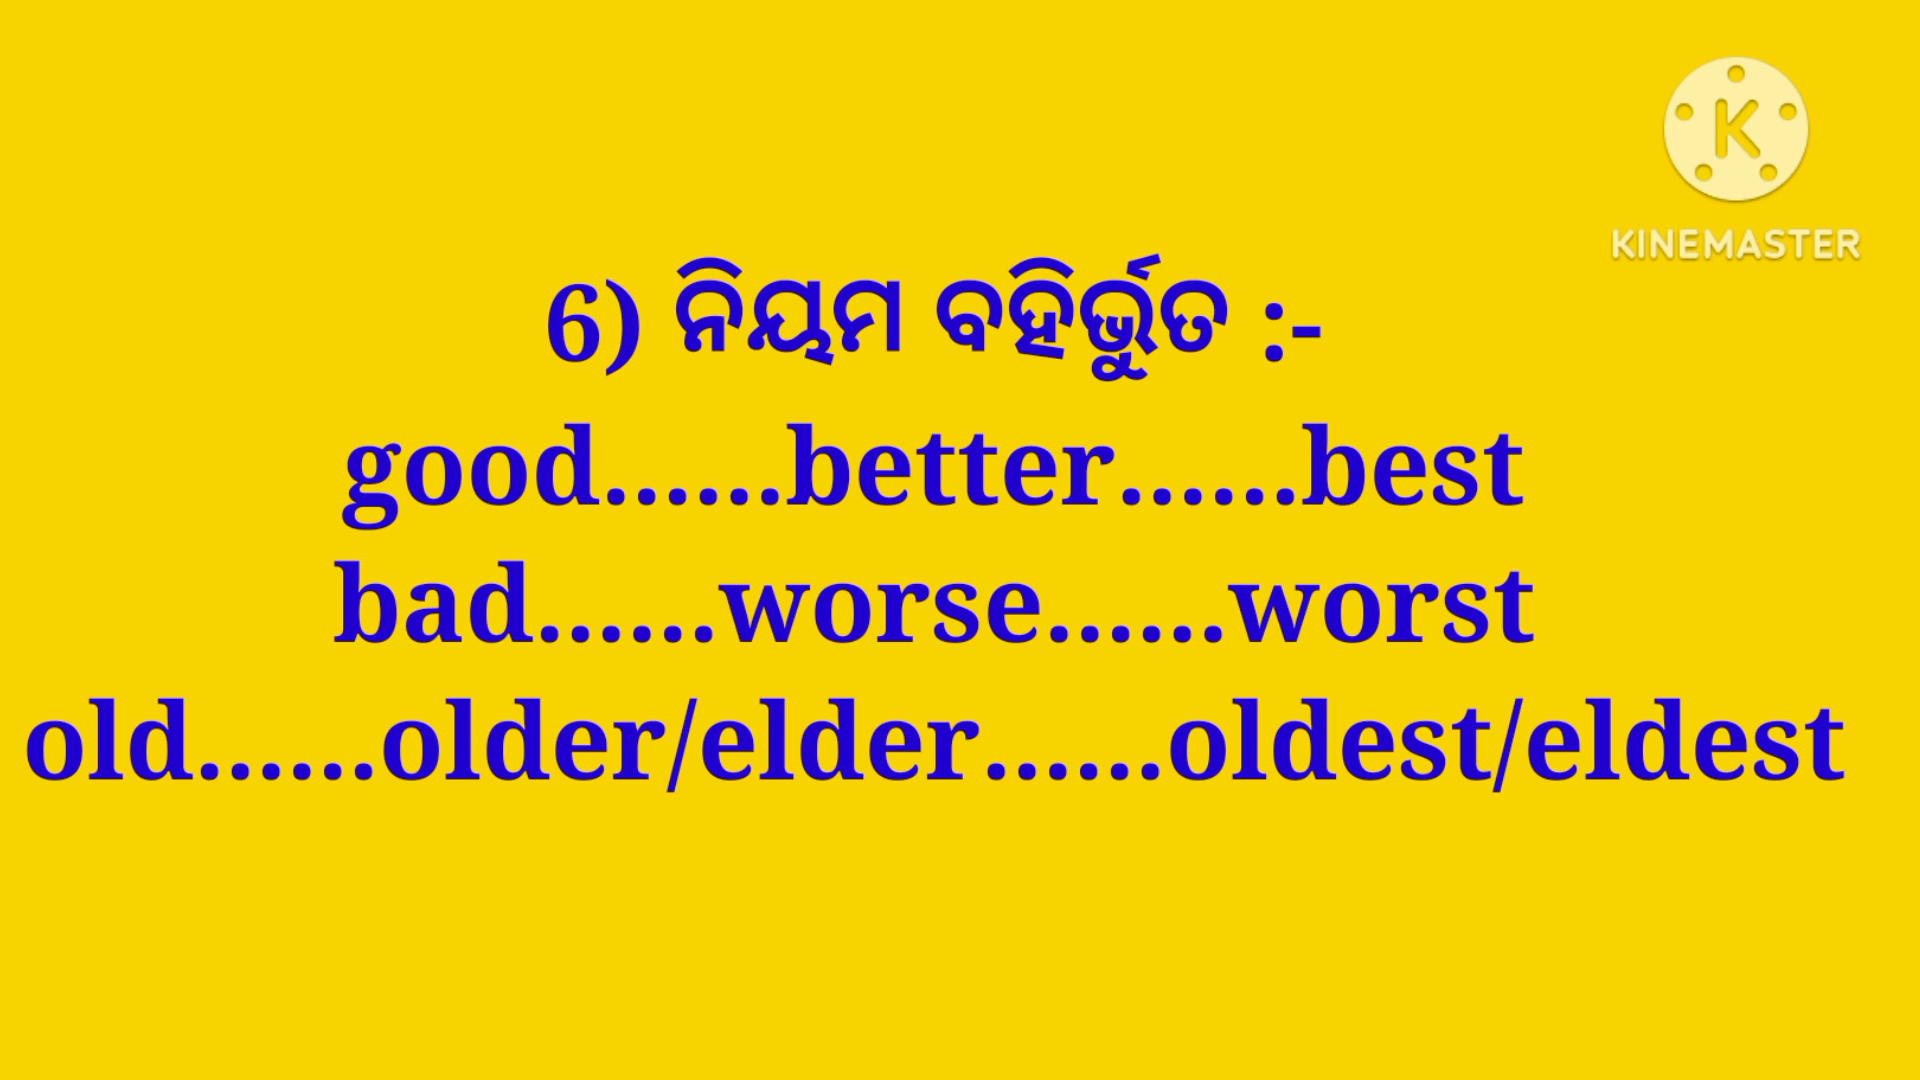 K
KINEMASTER
6) ନିୟମ ବହିର୍ଭୁତ :-
good......better......best
bad......worse......worst
old......older/elder......oldest/eldest